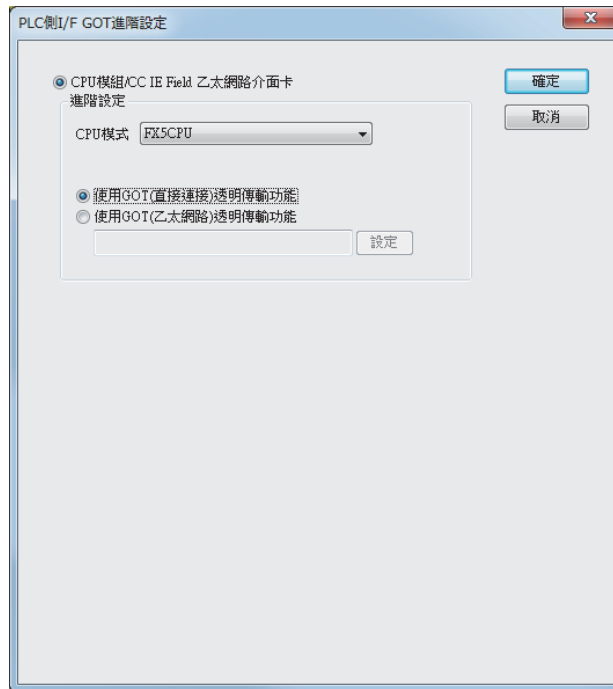 PLC側I/F GOT進階設定
CPU模組/CC IE Field 乙太網路介面卡
確定
進階設定
取消
CPU模式 FX5CPU
使用GOT(直接連接)透明傳輸功能
使用GOT(乙太網路)透明傳輸功能
設定